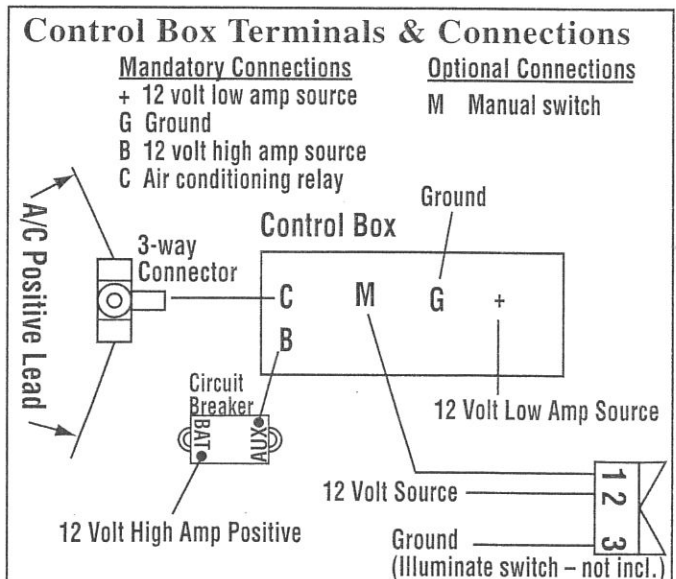 Control Box Terminals & Connections
Mandatory Connections
+ 12 volt low amp source
G Ground
B 12 volt high amp source
C Air conditioning relay
Optional Connections
M Manual switch
A/C Positive Lead
3-way
Connector
Control Box
Ground
C
M
G
+
B
Circuit
Breaker
BAT
AUX
12 Volt Low Amp Source
12 Volt High Amp Positive
12 Volt Source
1
2
3
Ground
(Illuminate switch – not incl.)